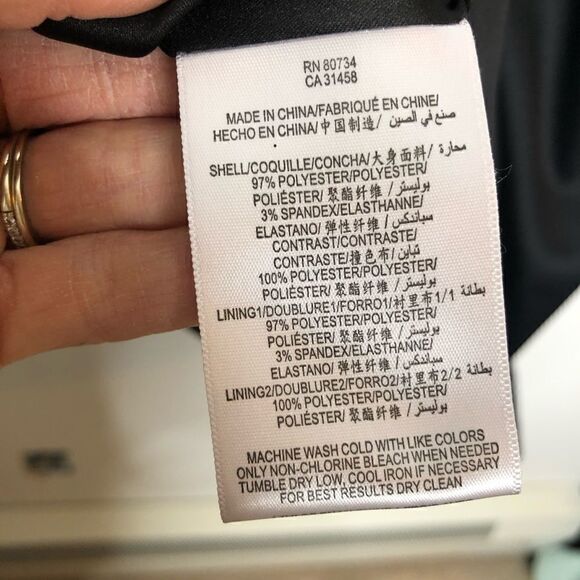 RN 80734
CA 31458
MADE IN CHINA/FABRIQUÉ EN CHINE/
HECHO EN CHINA/中国制造/ صنع في الصين
SHELL/COQUILLE/CONCHA/大身面料/ محارة
97% POLYESTER/POLYESTER/
POLIÉSTER/ 聚酯纤维 / بوليستر
3% SPANDEX/ELASTHANNE/
ELASTANO/ 弹性纤维 / سباندكس
CONTRAST/CONTRASTE/
CONTRASTE/撞色布/ تباين
100% POLYESTER/POLYESTER/
POLIÉSTER/ 聚酯纤维 / بوليستر
LINING1/DOUBLURE1/FORRO1/衬里布1/1 بطانة
97% POLYESTER/POLYESTER/
POLIÉSTER/ 聚酯纤维 / بوليستر
3% SPANDEX/ELASTHANNE/
ELASTANO/ 弹性纤维 / سباندكس
LINING2/DOUBLURE2/FORRO2/衬里布2/2 بطانة
100% POLYESTER/POLYESTER/
POLIÉSTER/ 聚酯纤维 / بوليستر
MACHINE WASH COLD WITH LIKE COLORS
ONLY NON-CHLORINE BLEACH WHEN NEEDED
TUMBLE DRY LOW, COOL IRON IF NECESSARY
FOR BEST RESULTS DRY CLEAN